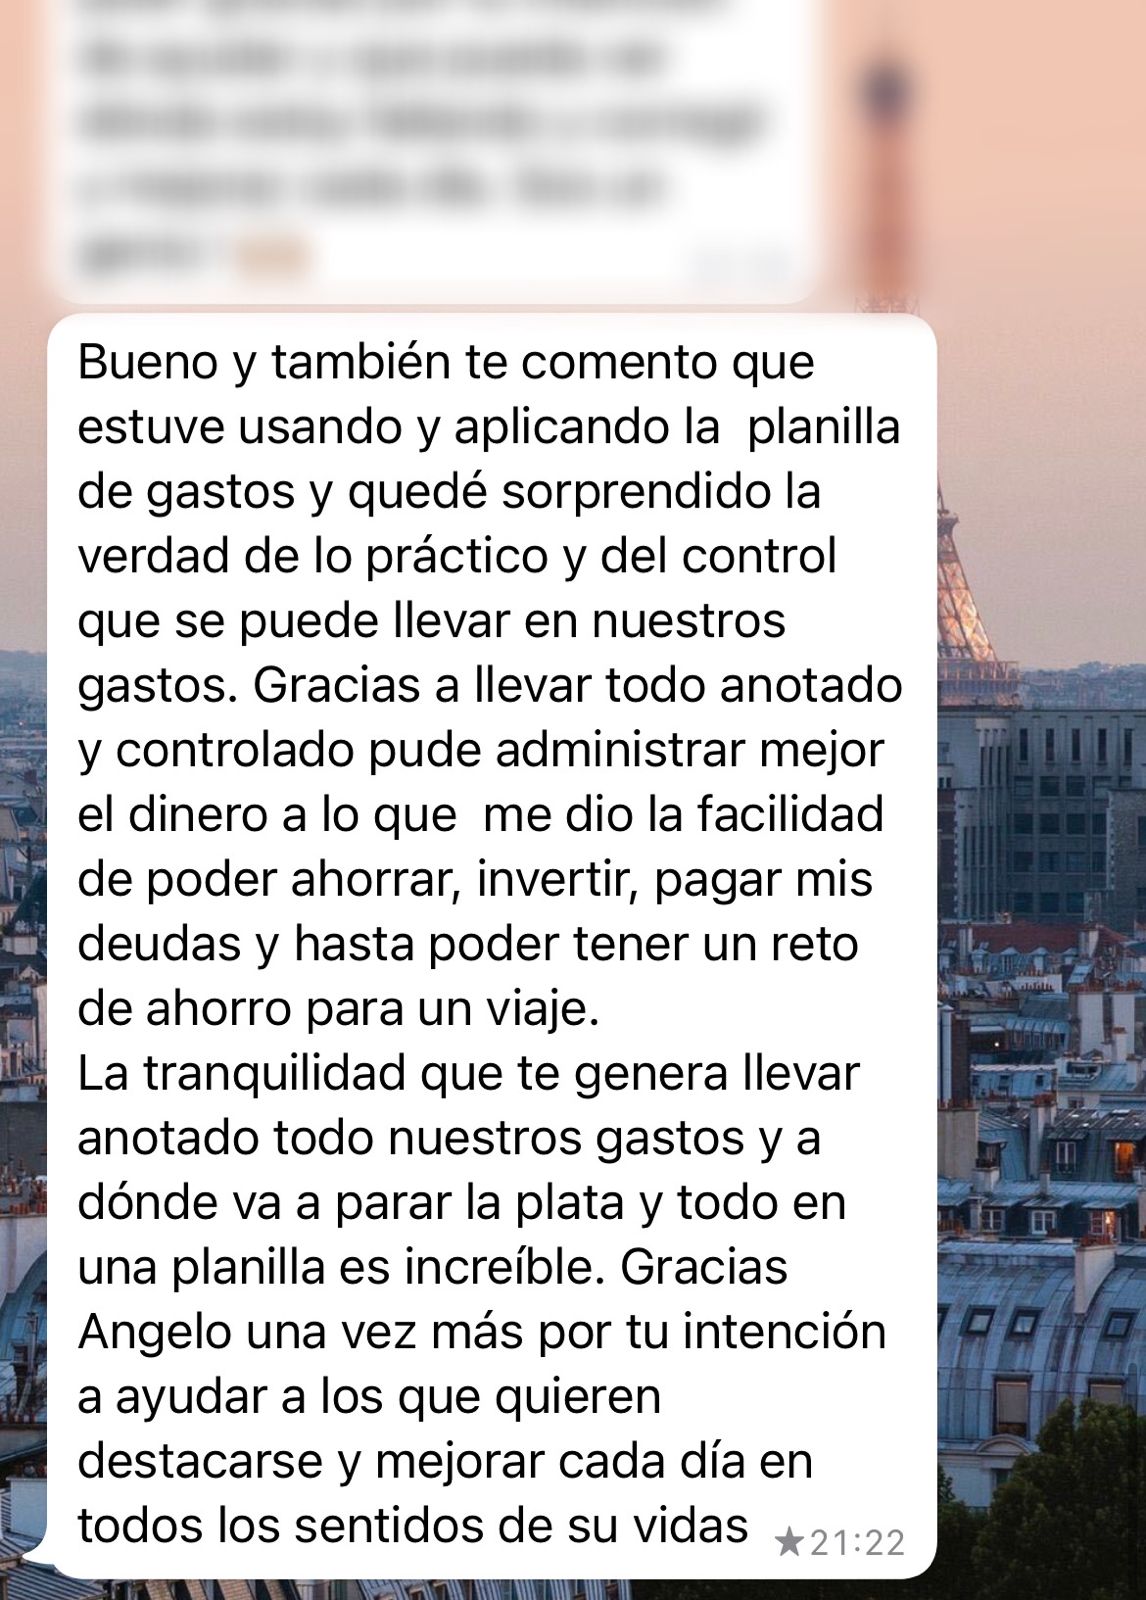 Bueno y también te comento que
estuve usando y aplicando la  planilla
de gastos y quedé sorprendido la
verdad de lo práctico y del control
que se puede llevar en nuestros
gastos. Gracias a llevar todo anotado
y controlado pude administrar mejor
el dinero a lo que  me dio la facilidad
de poder ahorrar, invertir, pagar mis
deudas y hasta poder tener un reto
de ahorro para un viaje.
La tranquilidad que te genera llevar
anotado todo nuestros gastos y a
dónde va a parar la plata y todo en
una planilla es increíble. Gracias
Angelo una vez más por tu intención
a ayudar a los que quieren
destacarse y mejorar cada día en
todos los sentidos de su vidas
★21:22